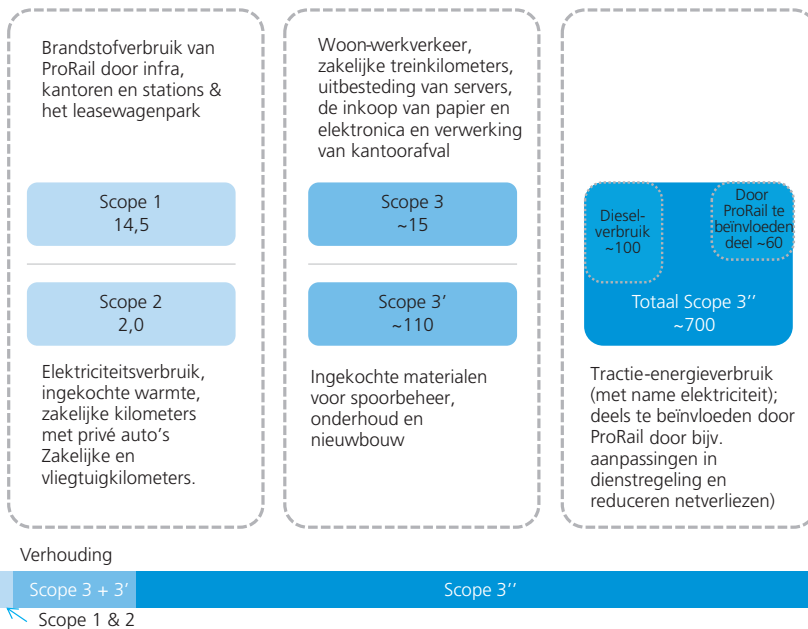 Brandstofverbruik van
ProRail door infra,
kantoren en stations &
het leasewagenpark
Scope 1
14,5
Scope 2
2,0
Elektriciteitsverbruik,
ingekochte warmte,
zakelijke kilometers
met privé auto's
Zakelijke en
vliegtuigkilometers.
Woon-werkverkeer,
zakelijke treinkilometers,
uitbesteding van servers,
de inkoop van papier en
elektronica en verwerking
van kantoorafval
Scope 3
~15
Scope 3'
~110
Ingekochte materialen
voor spoorbeheer,
onderhoud en
nieuwbouw
Diesel-
verbruik
~100
Door
ProRail te
beïnvloeden
deel ~60
Totaal Scope 3''
~700
Tractie-energieverbruik
(met name elektriciteit);
deels te beïnvloeden door
ProRail door bijv.
aanpassingen in
dienstregeling en
reduceren netverliezen)
Verhouding
Scope 3 + 3'
Scope 3''
Scope 1 & 2